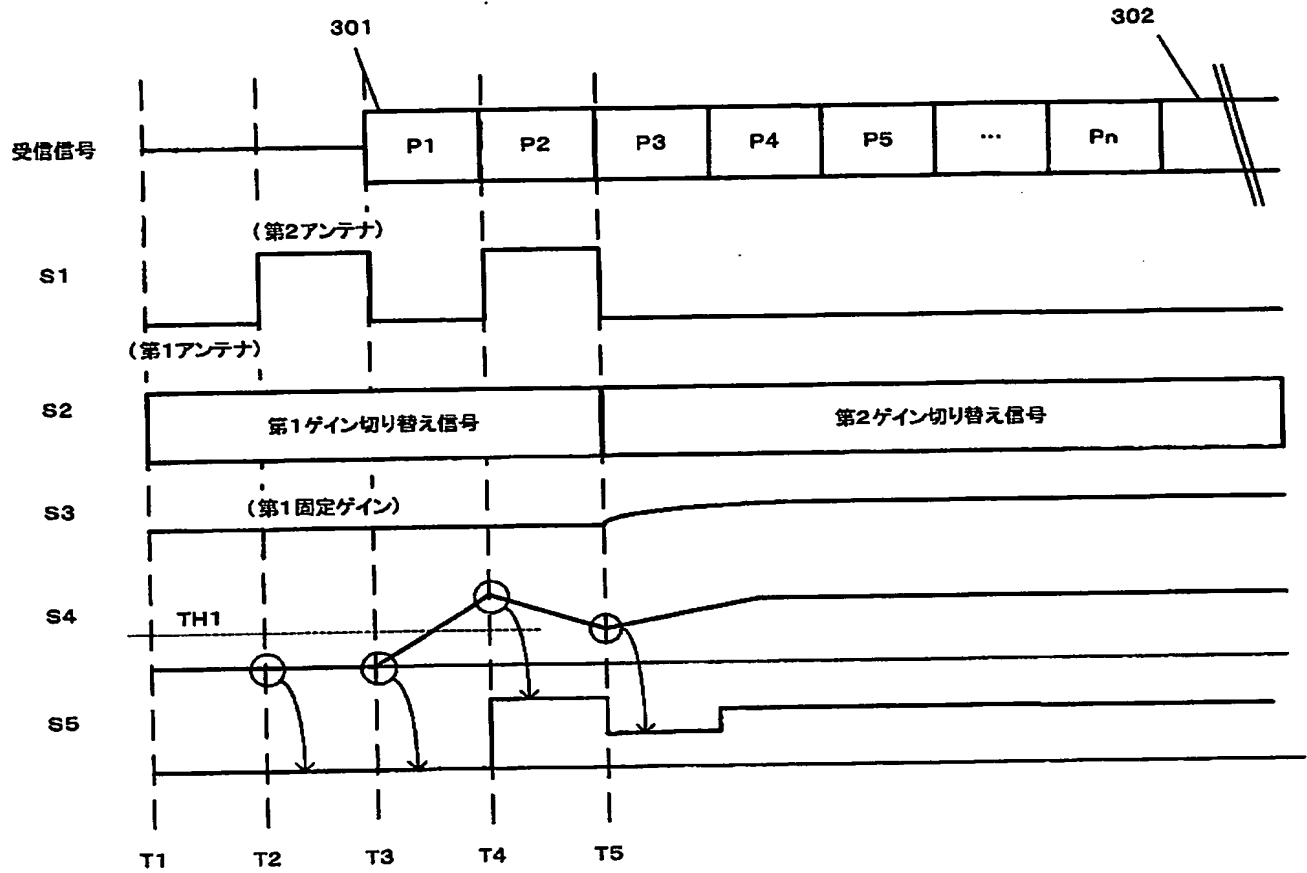 301
302
受信信号
P1 P2 P3 P4 P5 … Pn
(第2アンテナ)
S1
(第1アンテナ)
S2
第1ゲイン切り替え信号
第2ゲイン切り替え信号
S3
(第1固定ゲイン)
S4
TH1
S5
T1 T2 T3 T4 T5